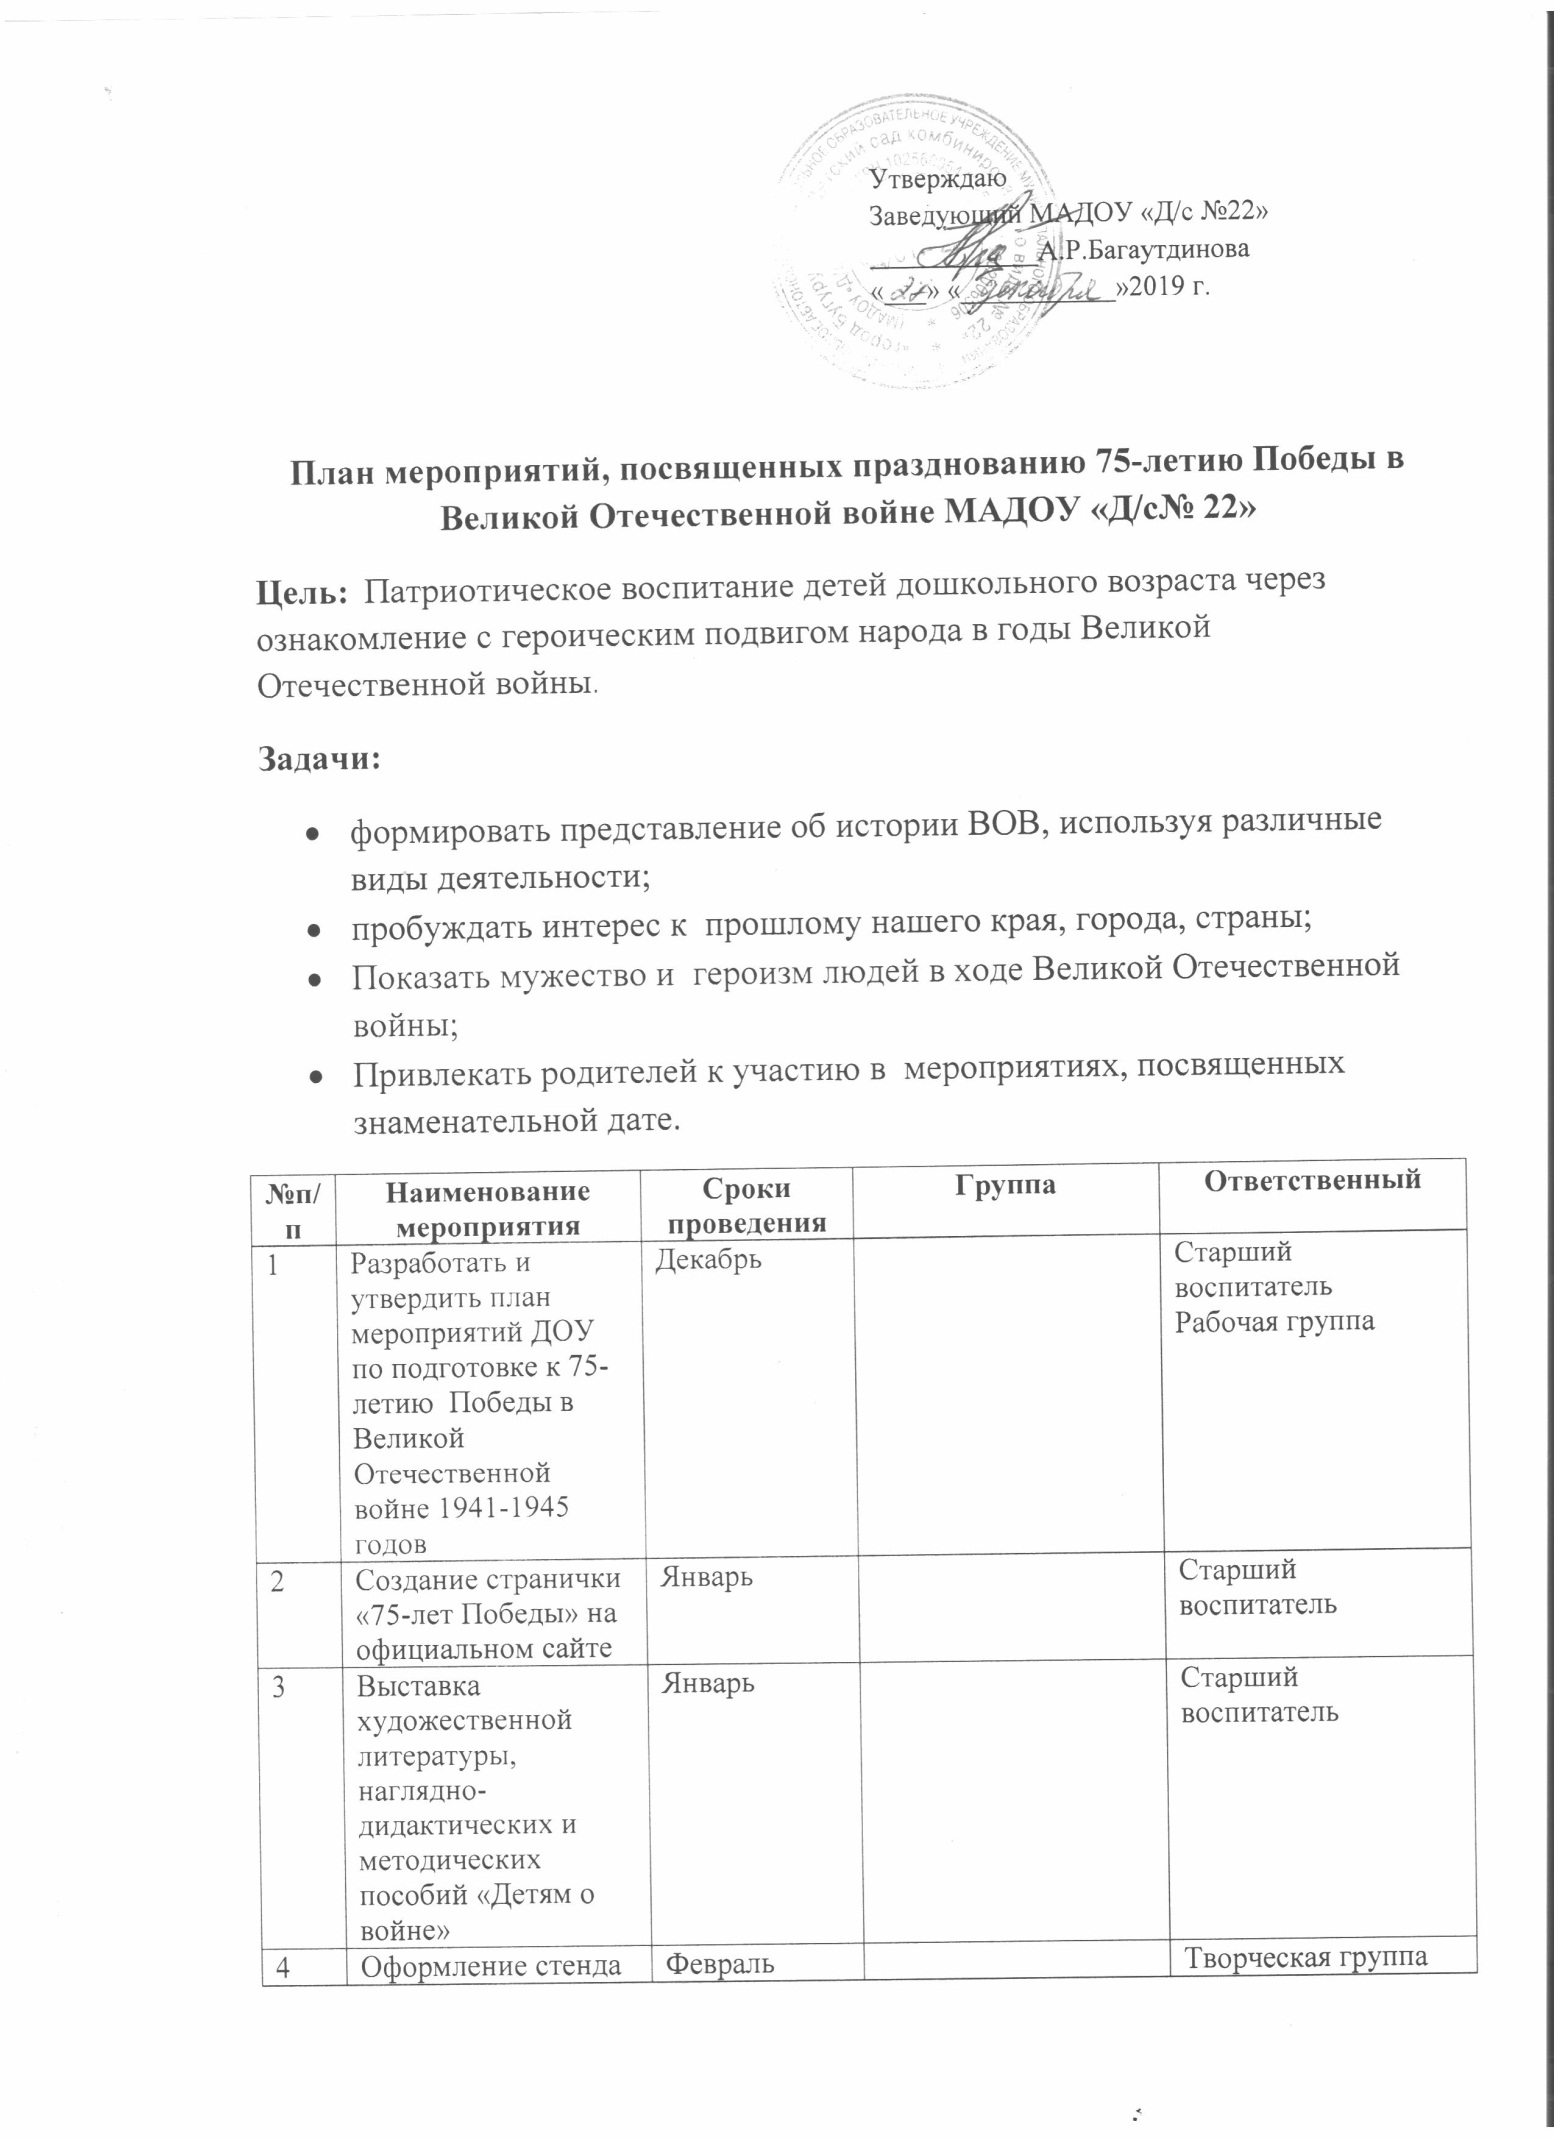 Утверждаю
Заведующий МАДОУ «Д/с №22»
А.Р.Багаутдинова
« » «декабря»2019 г.
План мероприятий, посвященных празднованию 75-летию Победы в
Великой Отечественной войне МАДОУ «Д/с№ 22»
Цель: Патриотическое воспитание детей дошкольного возраста через
ознакомление с героическим подвигом народа в годы Великой
Отечественной войны.
Задачи:
• формировать представление об истории ВОВ, используя различные
виды деятельности;
• пробуждать интерес к прошлому нашего края, города, страны;
• Показать мужество и героизм людей в ходе Великой Отечественной
войны;
• Привлекать родителей к участию в мероприятиях, посвященных
знаменательной дате.
№п/п Наименование мероприятия Сроки проведения Группа Ответственный
1
Разработать и
утвердить план
мероприятий ДОУ
по подготовке к 75-
летию Победы в
Великой
Отечественной
войне 1941-1945
годов
Декабрь
Старший
воспитатель
Рабочая группа
2
Создание странички
«75-лет Победы» на
официальном сайте
Январь
Старший
воспитатель
3
Выставка
художественной
литературы,
наглядно-
дидактических и
методических
пособий «Детям о
войне»
Январь
Старший
воспитатель
4
Оформление стенда
Февраль
Творческая группа